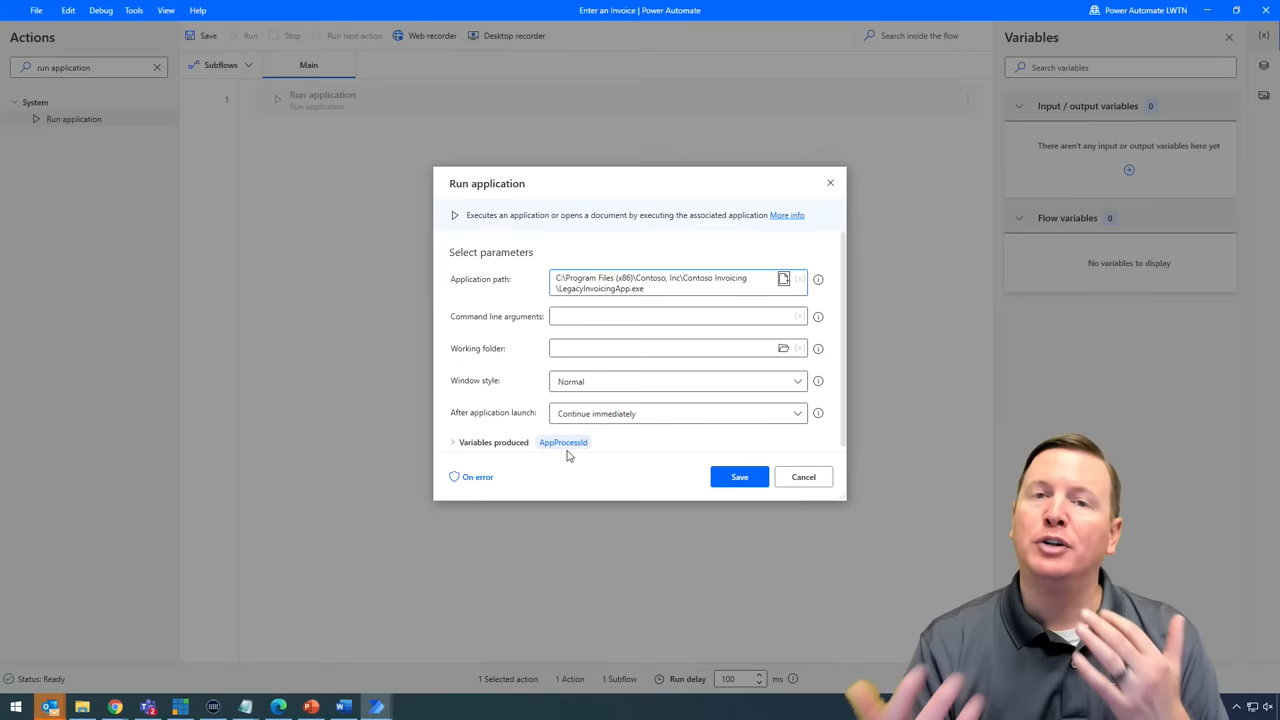 File Edit Debug Tools View Help
Enter an Invoice | Power Automate
Power Automate LWTN
Actions
run application
System
Run application
Save Run Run next action Stop Web recorder Desktop recorder
Search inside the flow
Subflows Main
1
Run application
Run application
Run application
Executes an application or opens a document by executing the associated application More info
Select parameters
Application path:
C:\Program Files (x86)\Contoso, Inc\Contoso Invoicing
\LegacyInvoicingApp.exe
{x}
Command line arguments:
{x}
Working folder:
{x}
Window style:
Normal
After application launch:
Continue immediately
Variables produced AppProcessId
On error
Save
Cancel
Variables
Search variables
Input / output variables 0
There aren't any input or output variables here yet
Flow variables 0
No variables to display
{x}
Status: Ready
1 Selected action
1 Action
1 Subflow
Run delay
100
ms